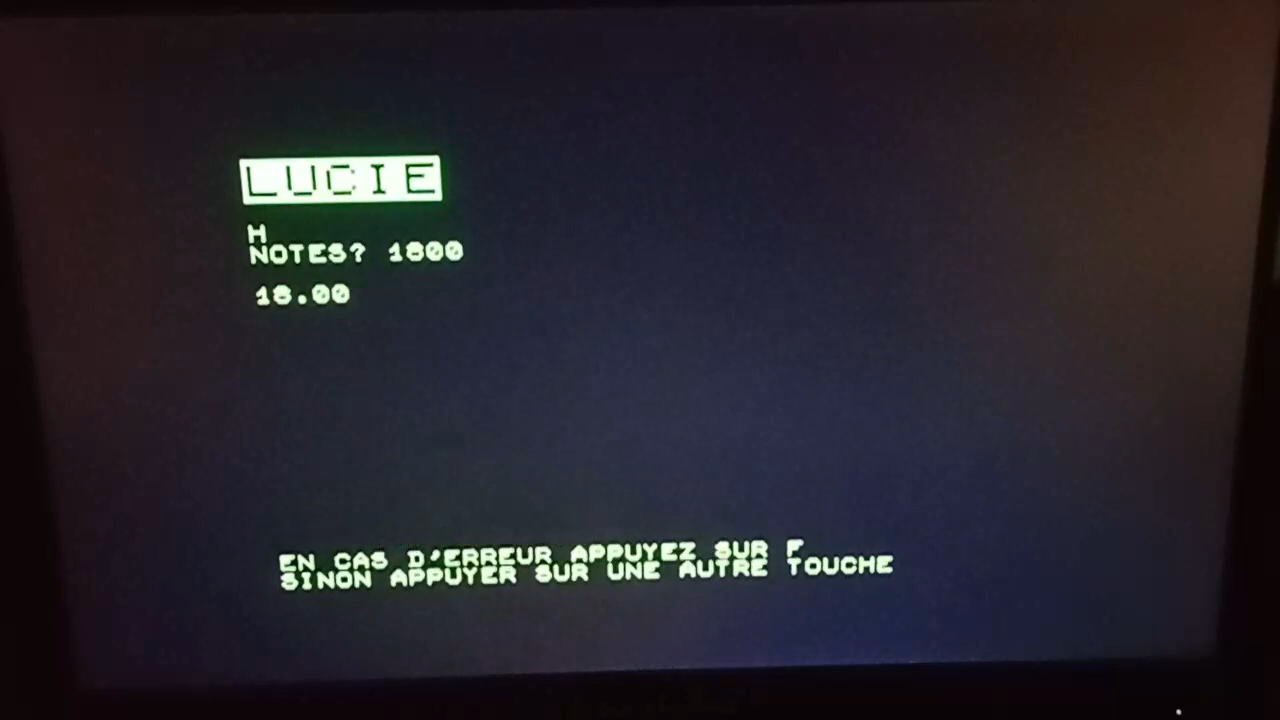 LUCIE
H
NOTES? 1800
18.00
EN CAS D'ERREUR APPUYEZ SUR F
SINON APPUYER SUR UNE AUTRE TOUCHE